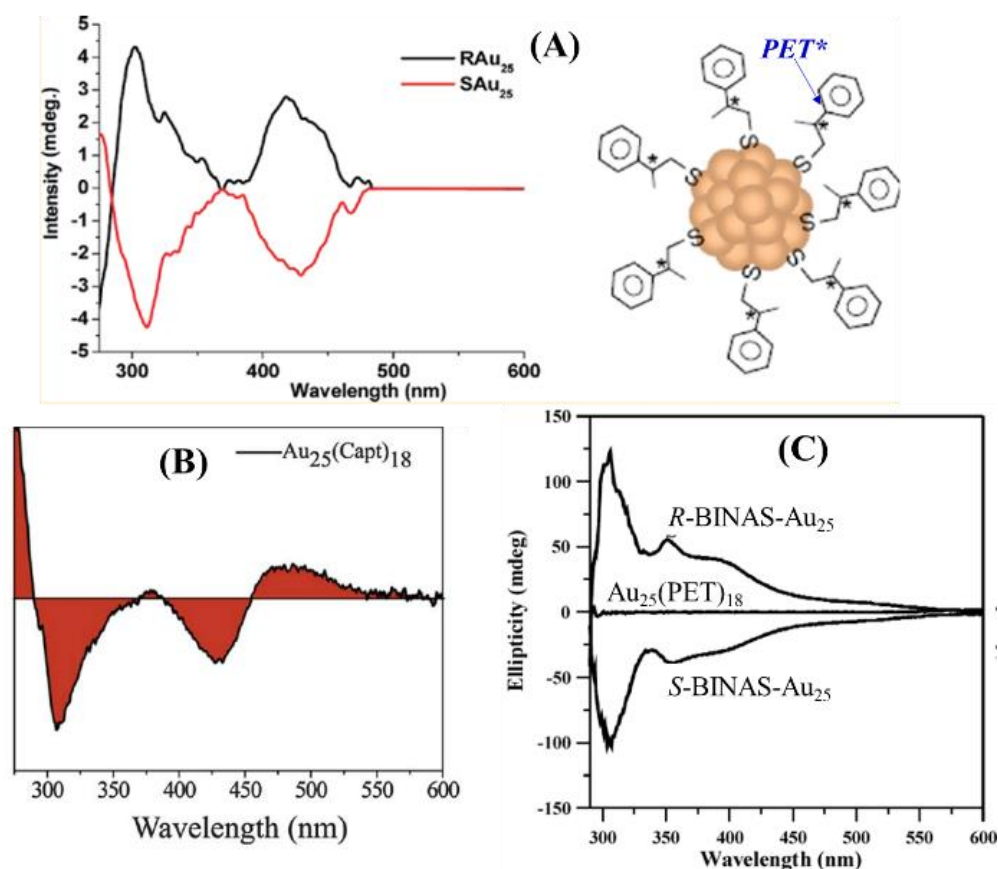 (A)
RAu25
SAu25
PET*
Intensity (mdeg.)
5
4
3
2
1
0
-1
-2
-3
-4
-5
300
400
500
600
Wavelength (nm)
*
*
*
*
*
*
*
*
S
S
S
S
S
S
S
S
(B)
Au25(Capt)18
300
350
400
450
500
550
600
Wavelength (nm)
(C)
Ellipticity (mdeg)
150
100
50
0
-50
-100
-150
R-BINAS-Au25
Au25(PET)18
S-BINAS-Au25
300
350
400
450
500
550
600
Wavelength (nm)